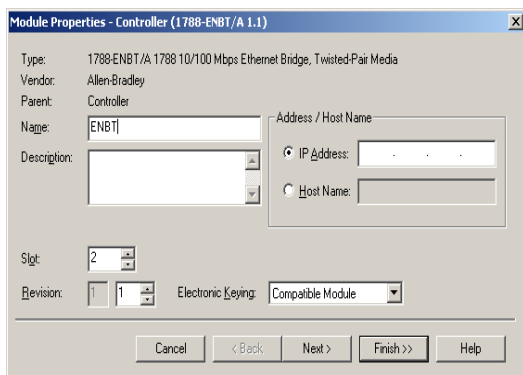 Module Properties - Controller (1788-ENBT/A 1.1)
Type: 1788-ENBT/A 1788 10/100 Mbps Ethernet Bridge, Twisted-Pair Media
Vendor: Allen-Bradley
Parent: Controller
Name: ENBT
Description:
Address / Host Name
IP Address: . . .
Host Name:
Slot: 2
Revision: 1 1 Electronic Keying: Compatible Module
Cancel < Back Next > Finish >> Help